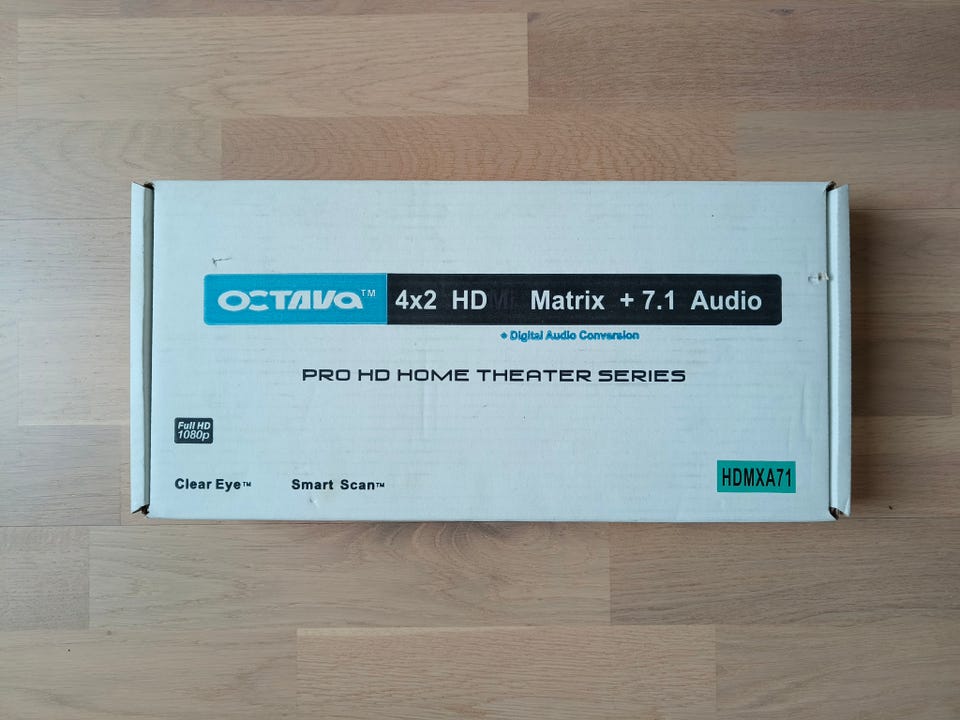 OCTAVA™ 4x2 HDMi Matrix + 7.1 Audio
+ Digital Audio Conversion
PRO HD HOME THEATER SERIES
Full HD
1080p
HDMXA71
Clear Eye™ Smart Scan™